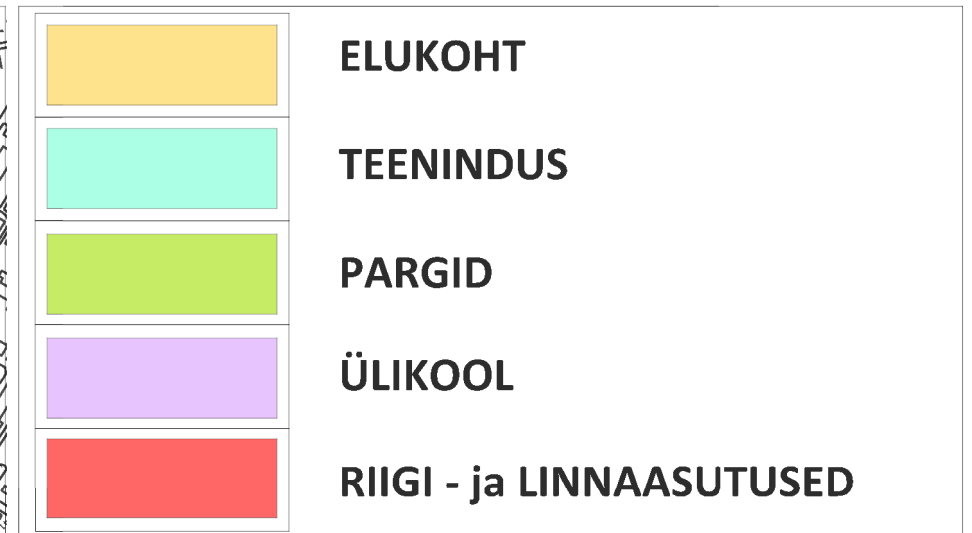 ELUKOHT
TEENINDUS
PARGID
ÜLIKOOL
RIIGI - ja LINNAASUTUSED